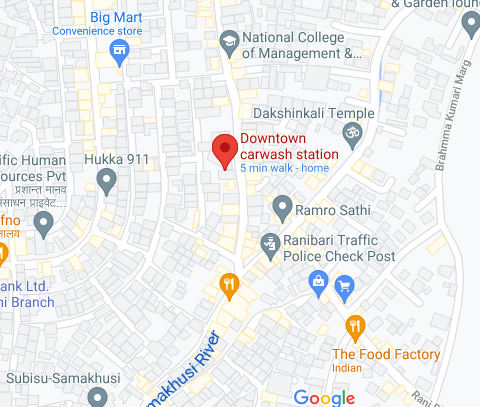 & Garden loun
Big Mart
Convenience store
National College
of Management &...
Brahmma Kumari Marg
Dakshinkali Temple
Downtown
carwash station
5 min walk - home
ific Human
ources Pvt
प्रशान्त मानव
संसाधन प्राइवेट...
Hukka 911
Ramro Sathi
fno
ालय
Ranibari Traffic
Police Check Post
ank Ltd.
ni Branch
makhusi River
The Food Factory
Indian
Subisu-Samakhusi
Google
Rani